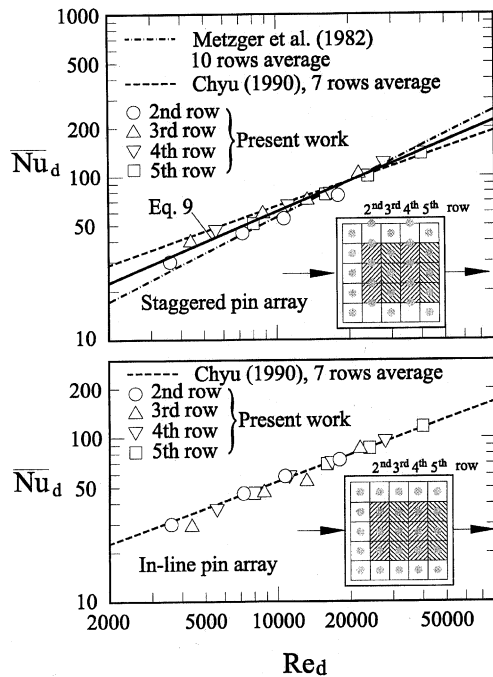 1000
Metzger et al. (1982)
10 rows average
500
Chyu (1990), 7 rows average
2nd row
3rd row
4th row
5th row
Present work
200
Nu_d
100
50
Eq. 9
2nd 3rd 4th 5th row
Staggered pin array
10
Chyu (1990), 7 rows average
200
2nd row
3rd row
4th row
5th row
Present work
100
Nu_d
50
2nd 3rd 4th 5th row
In-line pin array
10
2000 5000 10000 20000 50000
Re_d